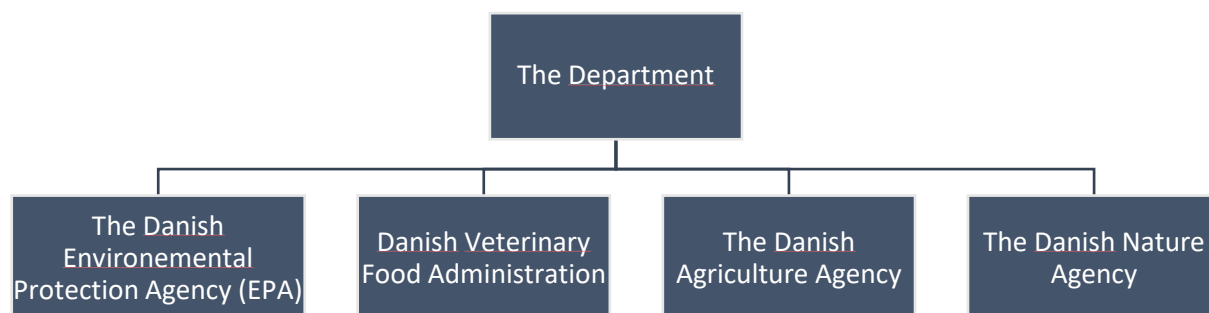 The Department
The Danish
Environemental
Protection Agency (EPA)
Danish Veterinary
Food Administration
The Danish
Agriculture Agency
The Danish Nature
Agency